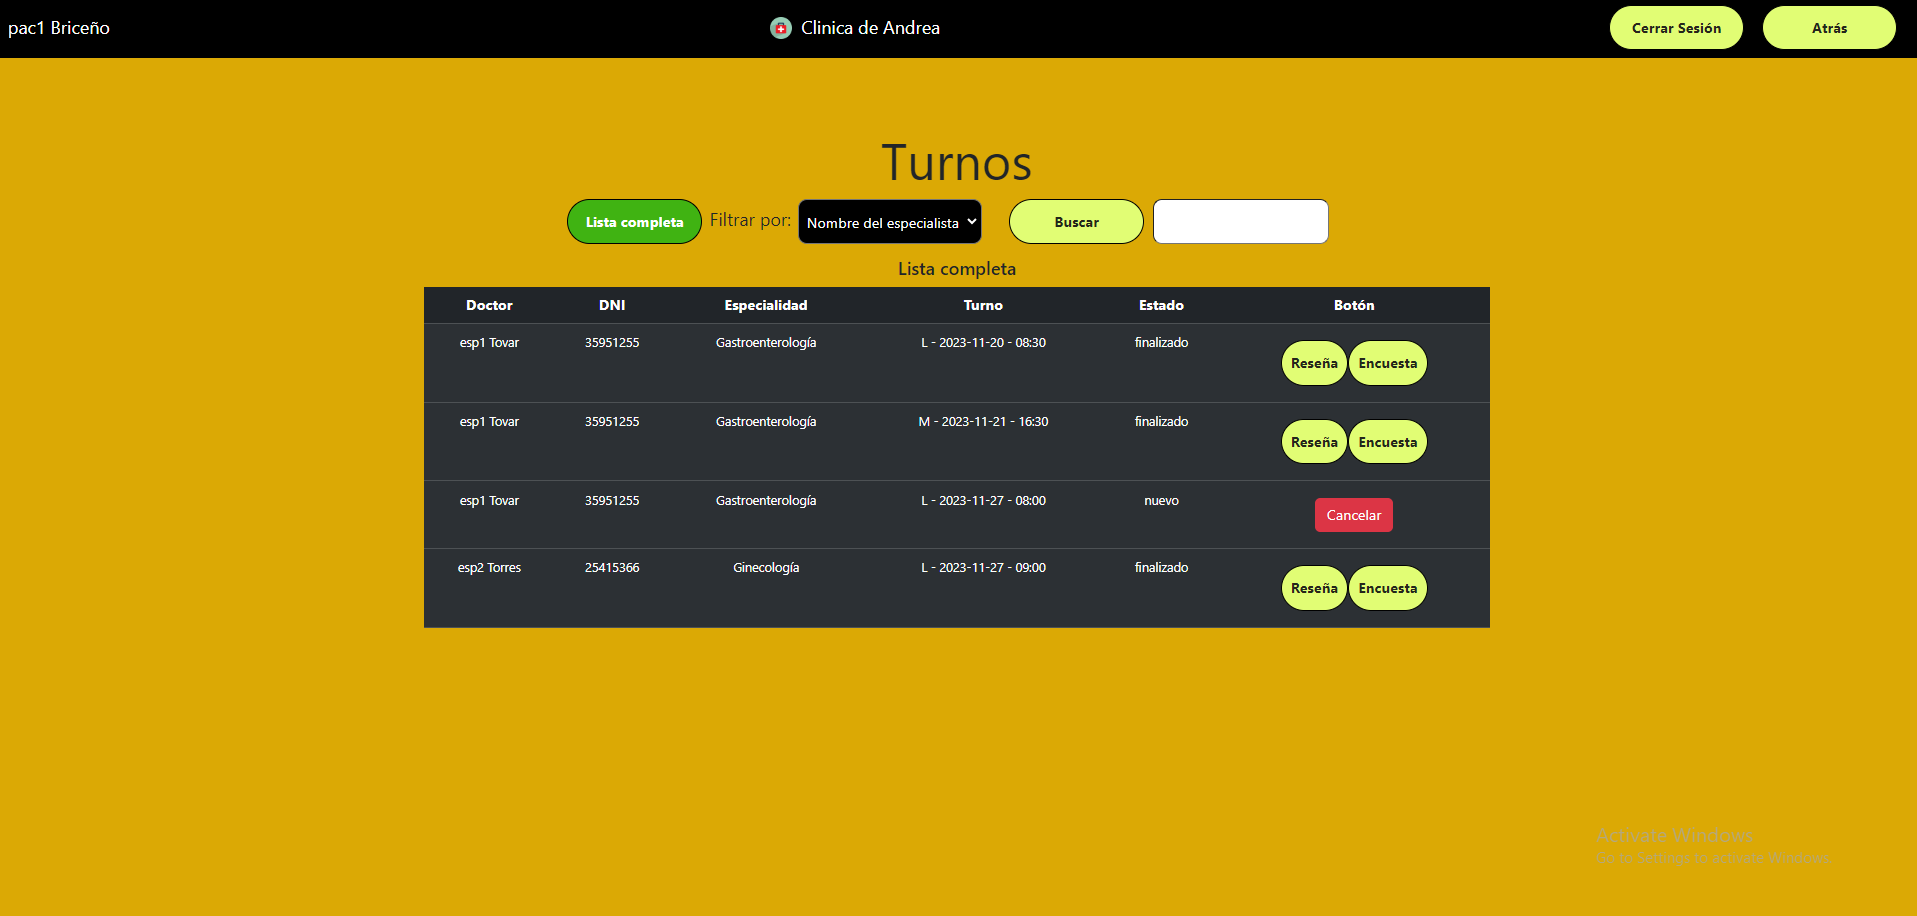 pac1 Briceño
Clinica de Andrea
Cerrar Sesión
Atrás
Turnos
Lista completa Filtrar por: Nombre del especialista Buscar
Lista completa
Doctor DNI Especialidad Turno Estado Botón
esp1 Tovar 35951255 Gastroenterología L - 2023-11-20 - 08:30 finalizado Reseña Encuesta
esp1 Tovar 35951255 Gastroenterología M - 2023-11-21 - 16:30 finalizado Reseña Encuesta
esp1 Tovar 35951255 Gastroenterología L - 2023-11-27 - 08:00 nuevo Cancelar
esp2 Torres 25415366 Ginecología L - 2023-11-27 - 09:00 finalizado Reseña Encuesta
Activate Windows
Go to Settings to activate Windows.